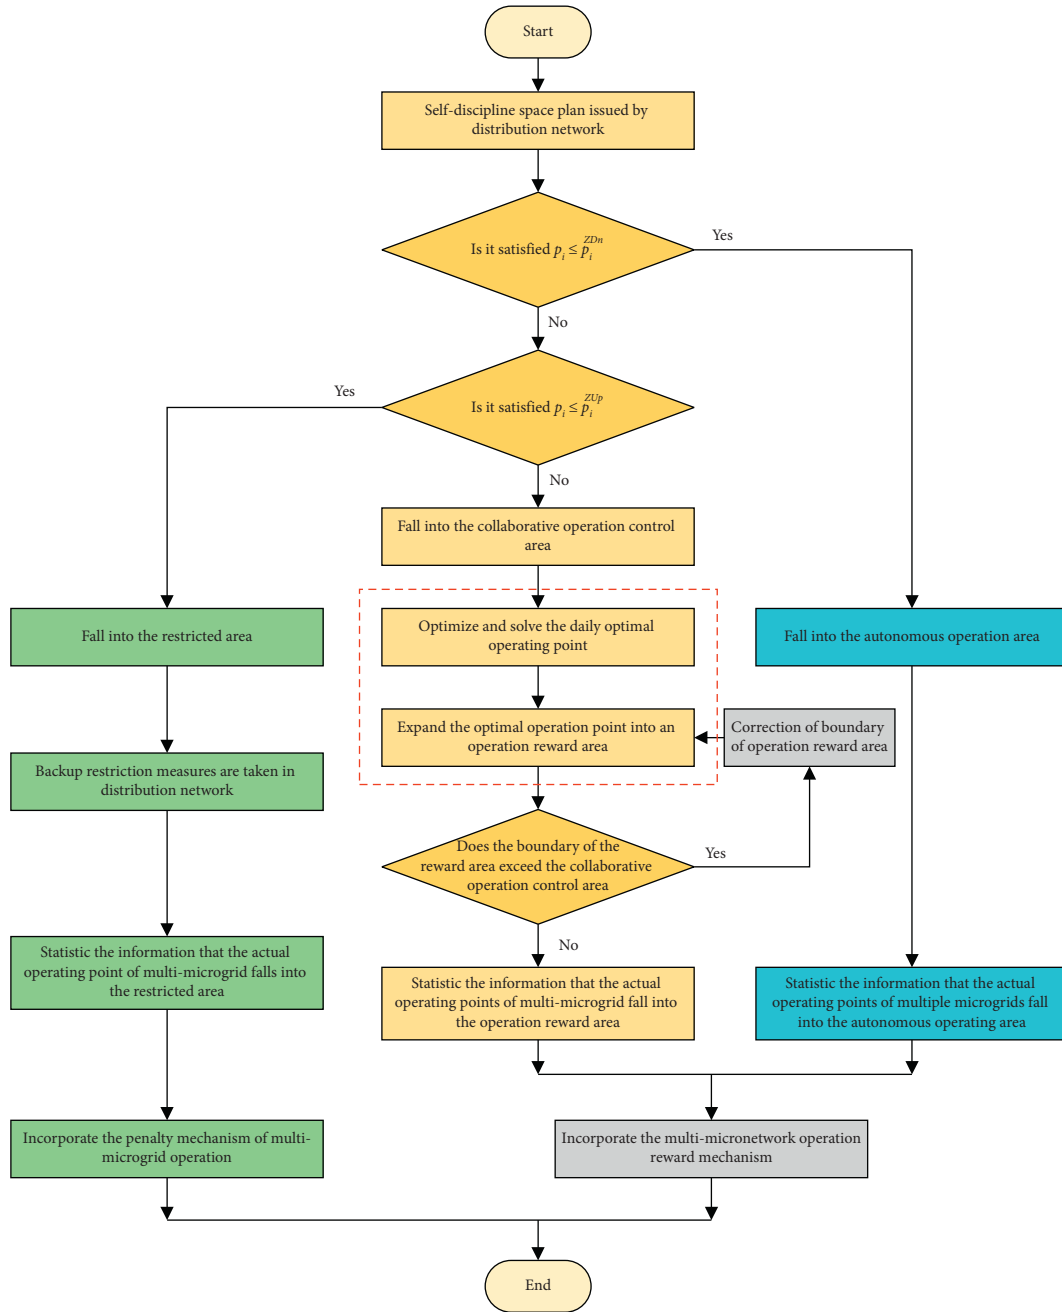 Start
Self-discipline space plan issued by
distribution network
Is it satisfied p_i ≤ p_i^{ZDn}
Yes
No
Is it satisfied p_i ≤ p_i^{ZUp}
Yes
No
Fall into the collaborative operation control
area
Fall into the restricted area
Optimize and solve the daily optimal
operating point
Fall into the autonomous operation area
Expand the optimal operation point into an
operation reward area
Correction of boundary
of operation reward area
Backup restriction measures are taken in
distribution network
Does the boundary of the
reward area exceed the collaborative
operation control area
Yes
No
Statistic the information that the actual
operating point of multi-microgrid falls into
the restricted area
Statistic the information that the actual
operating points of multi-microgrid fall into
the operation reward area
Statistic the information that the actual
operating points of multiple microgrids fall
into the autonomous operating area
Incorporate the penalty mechanism of multi-
microgrid operation
Incorporate the multi-micronetwork operation
reward mechanism
End